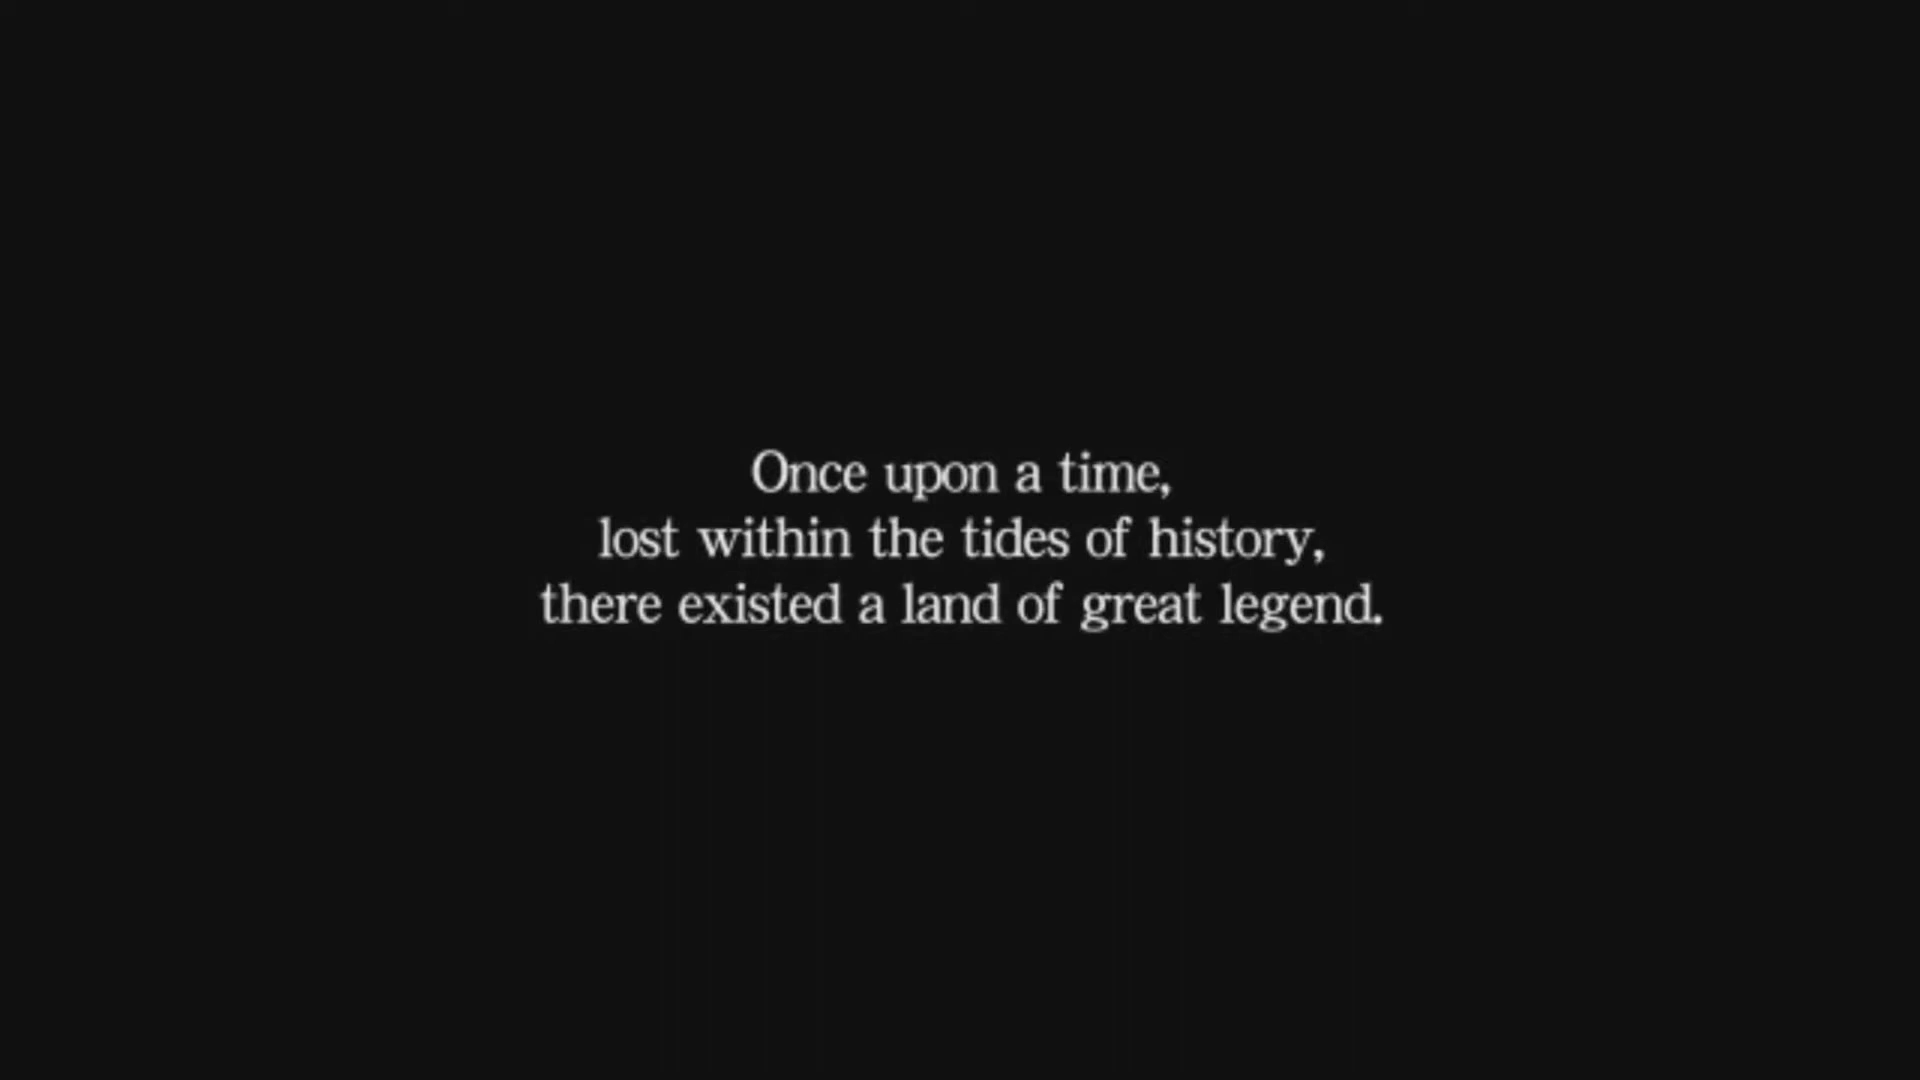 Once upon a time,
lost within the tides of history,
there existed a land of great legend.